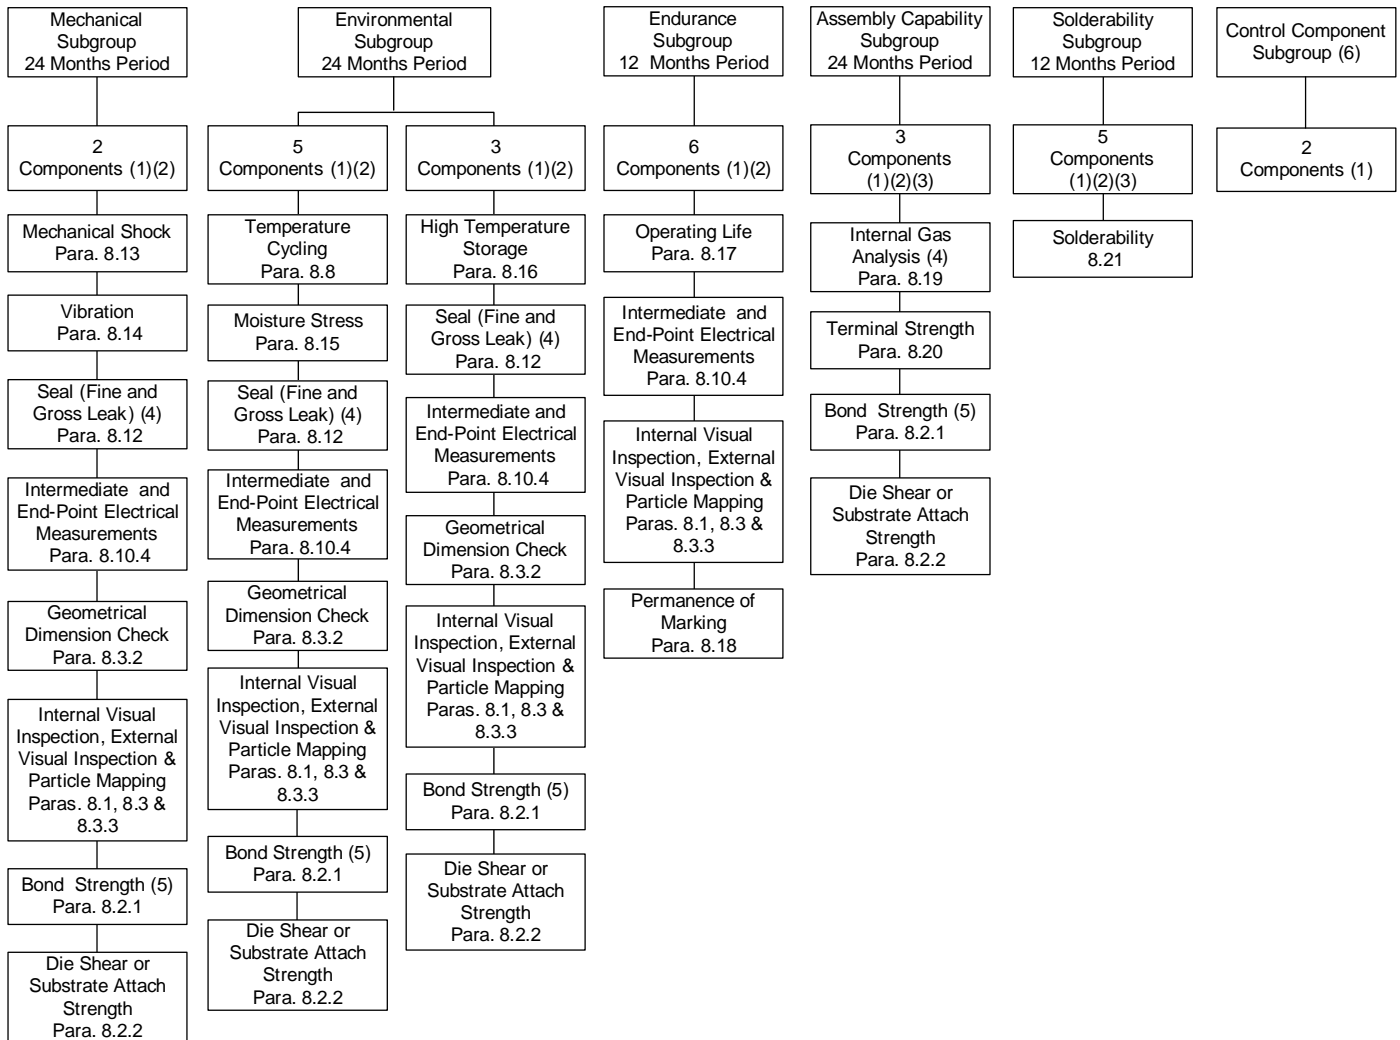 Mechanical
Subgroup
24 Months Period
Environmental
Subgroup
24 Months Period
Endurance
Subgroup
12 Months Period
Assembly Capability
Subgroup
24 Months Period
Solderability
Subgroup
12 Months Period
Control Component
Subgroup (6)
2
Components (1)(2)
5
Components (1)(2)
3
Components (1)(2)
6
Components (1)(2)
3
Components
(1)(2)(3)
5
Components
(1)(2)(3)
2
Components (1)
Mechanical Shock
Para. 8.13
Vibration
Para. 8.14
Seal (Fine and
Gross Leak) (4)
Para. 8.12
Intermediate and
End-Point Electrical
Measurements
Para. 8.10.4
Geometrical
Dimension Check
Para. 8.3.2
Internal Visual
Inspection, External
Visual Inspection &
Particle Mapping
Paras. 8.1, 8.3 &
8.3.3
Bond Strength (5)
Para. 8.2.1
Die Shear or
Substrate Attach
Strength
Para. 8.2.2
Temperature
Cycling
Para. 8.8
Moisture Stress
Para. 8.15
Seal (Fine and
Gross Leak) (4)
Para. 8.12
Intermediate and
End-Point Electrical
Measurements
Para. 8.10.4
Geometrical
Dimension Check
Para. 8.3.2
Internal Visual
Inspection, External
Visual Inspection &
Particle Mapping
Paras. 8.1, 8.3 &
8.3.3
Bond Strength (5)
Para. 8.2.1
Die Shear or
Substrate Attach
Strength
Para. 8.2.2
High Temperature
Storage
Para. 8.16
Seal (Fine and
Gross Leak) (4)
Para. 8.12
Intermediate and
End-Point Electrical
Measurements
Para. 8.10.4
Geometrical
Dimension Check
Para. 8.3.2
Internal Visual
Inspection, External
Visual Inspection &
Particle Mapping
Paras. 8.1, 8.3 &
8.3.3
Bond Strength (5)
Para. 8.2.1
Die Shear or
Substrate Attach
Strength
Para. 8.2.2
Operating Life
Para. 8.17
Intermediate and
End-Point Electrical
Measurements
Para. 8.10.4
Internal Visual
Inspection, External
Visual Inspection &
Particle Mapping
Paras. 8.1, 8.3 &
8.3.3
Permanence of
Marking
Para. 8.18
Internal Gas
Analysis (4)
Para. 8.19
Terminal Strength
Para. 8.20
Bond Strength (5)
Para. 8.2.1
Die Shear or
Substrate Attach
Strength
Para. 8.2.2
Solderability
8.21